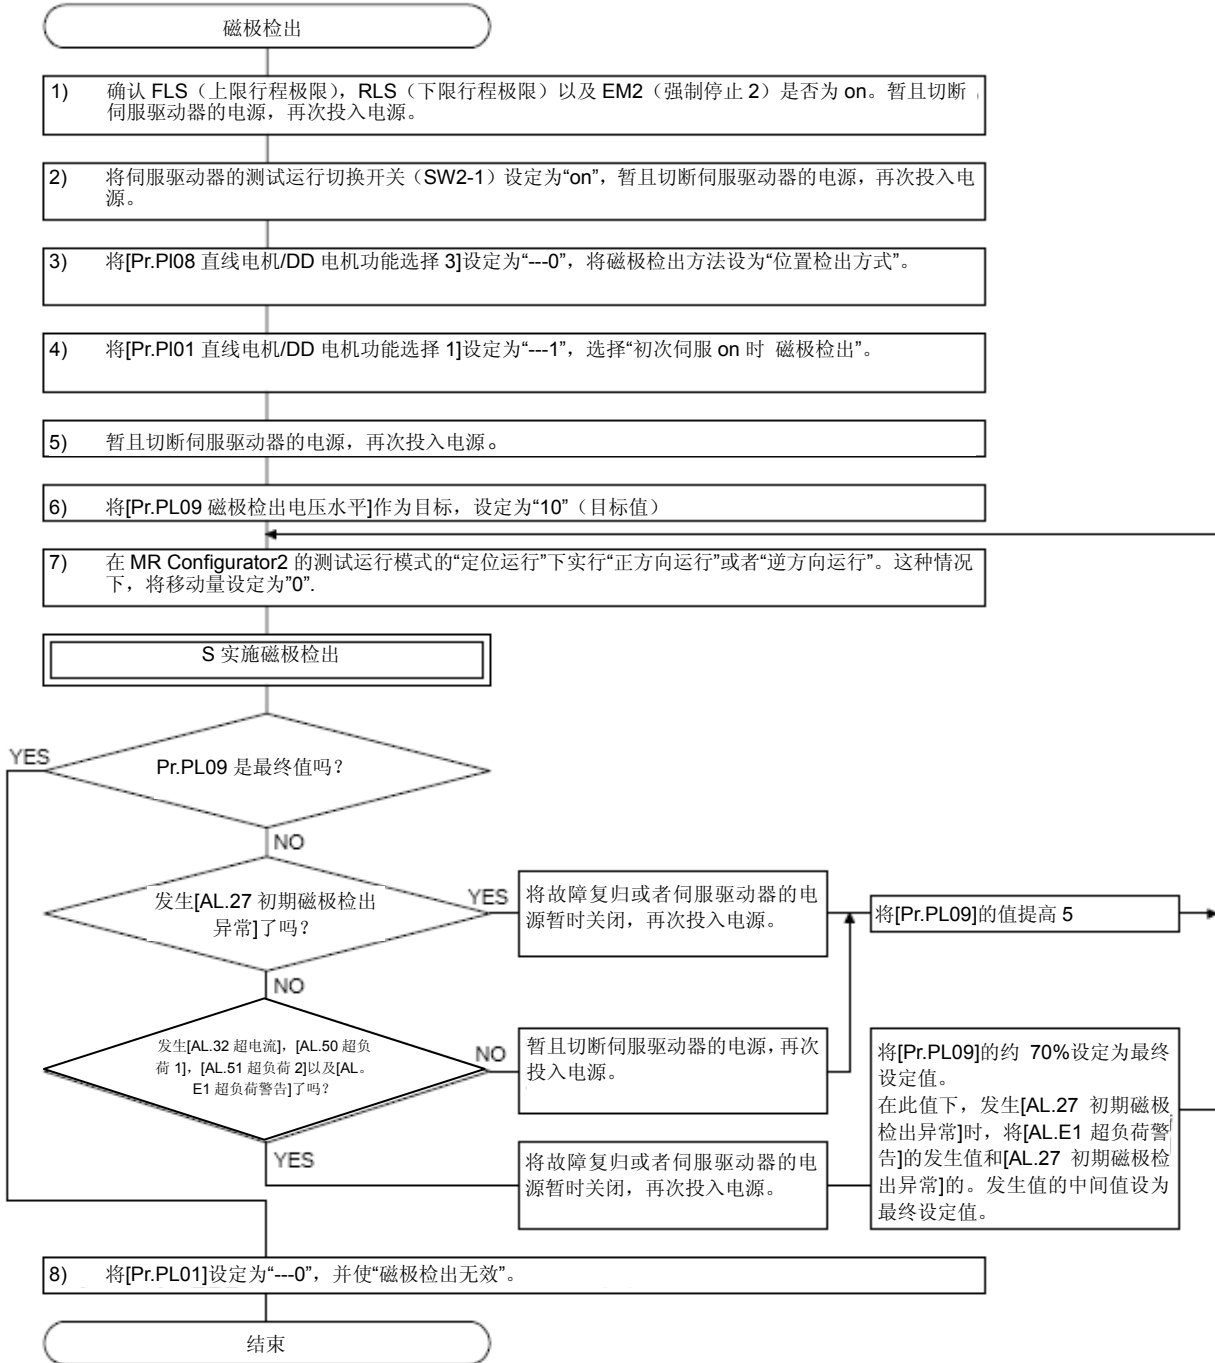 磁极检出
1) 确认 FLS（上限行程极限），RLS（下限行程极限）以及 EM2（强制停止 2）是否为 on。暂且切断
伺服驱动器的电源，再次投入电源。
2) 将伺服驱动器的测试运行切换开关（SW2-1）设定为“on”，暂且切断伺服驱动器的电源，再次投入电
源。
3) 将[Pr.Pl08 直线电机/DD 电机功能选择 3]设定为“---0”，将磁极检出方法设为“位置检出方式”。
4) 将[Pr.Pl01 直线电机/DD 电机功能选择 1]设定为“---1”，选择“初次伺服 on 时 磁极检出”。
5) 暂且切断伺服驱动器的电源，再次投入电源。
6) 将[Pr.PL09 磁极检出电压水平]作为目标，设定为“10”（目标值）
7) 在 MR Configurator2 的测试运行模式的“定位运行”下实行“正方向运行”或者“逆方向运行”。这种情况
下，将移动量设定为”0”.
S 实施磁极检出
YES
Pr.PL09 是最终值吗？
NO
发生[AL.27 初期磁极检出
异常]了吗？
YES
将故障复归或者伺服驱动器的电
源暂时关闭，再次投入电源。
将[Pr.PL09]的值提高 5
NO
发生[AL.32 超电流]，[AL.50 超负
荷 1]，[AL.51 超负荷 2]以及[AL。
E1 超负荷警告]了吗？
NO
暂且切断伺服驱动器的电源，再次
投入电源。
YES
将故障复归或者伺服驱动器的电
源暂时关闭，再次投入电源。
将[Pr.PL09]的约 70%设定为最终
设定值。
在此值下，发生[AL.27 初期磁极
检出异常]时，将[AL.E1 超负荷警
告]的发生值和[AL.27 初期磁极检
出异常]的。发生值的中间值设为
最终设定值。
8) 将[Pr.PL01]设定为“---0”，并使“磁极检出无效”。
结束